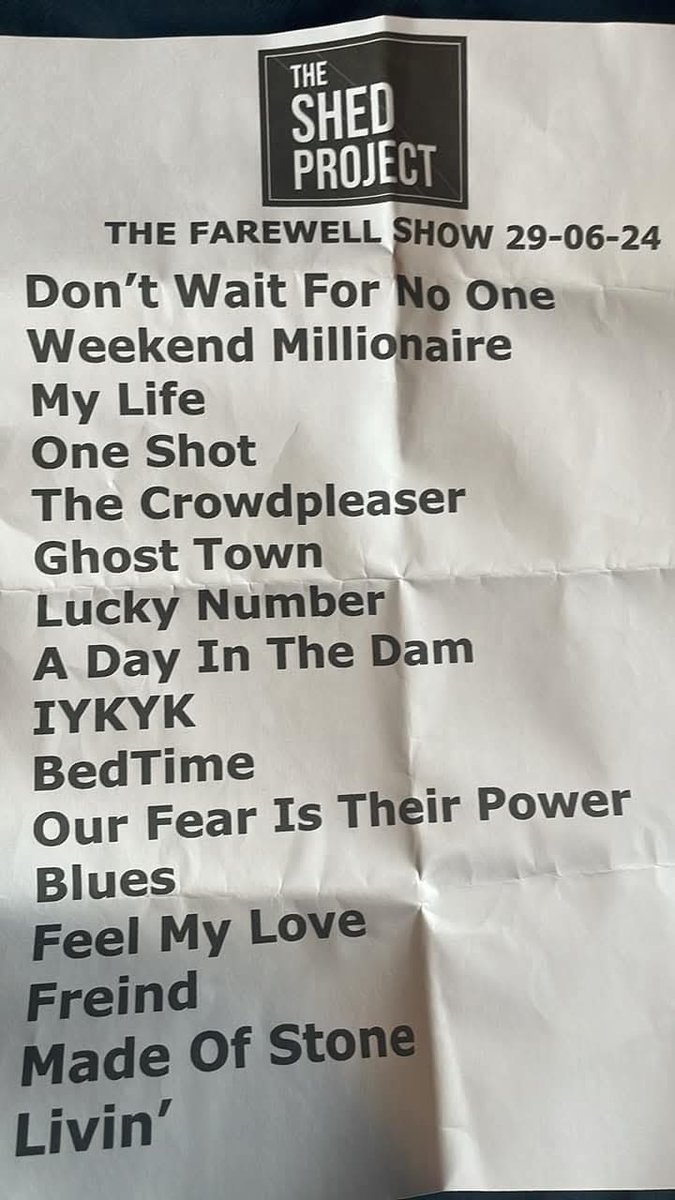 THE
SHED
PROJECT
THE FAREWELL SHOW 29-06-24
Don't Wait For No One
Weekend Millionaire
My Life
One Shot
The Crowdpleaser
Ghost Town
Lucky Number
A Day In The Dam
IYKYK
BedTime
Our Fear Is Their Power
Blues
Feel My Love
Freind
Made Of Stone
Livin'